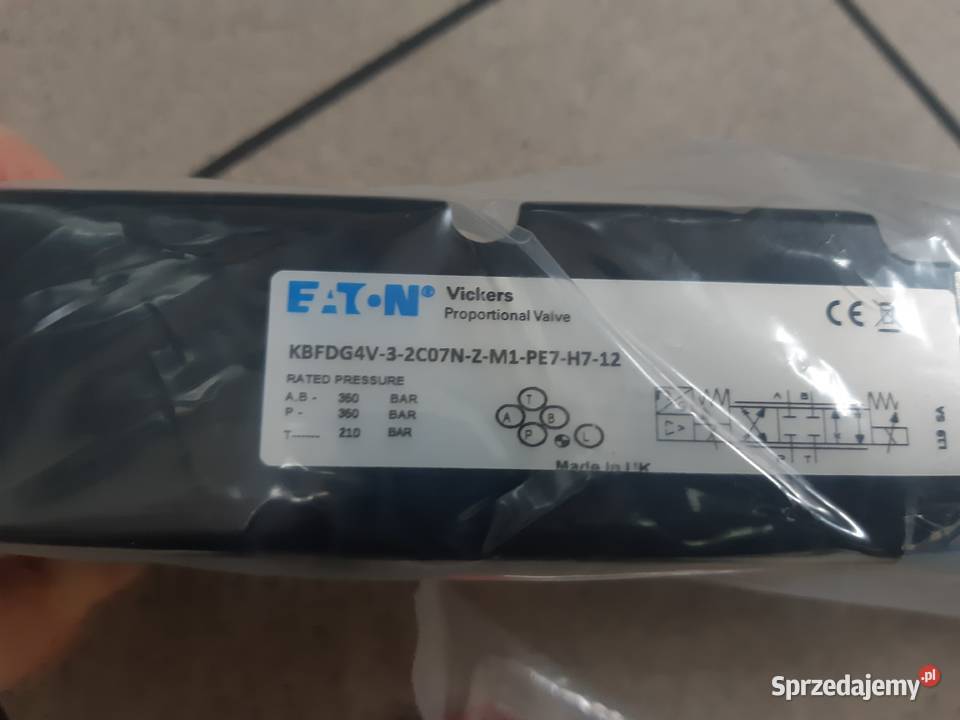 EATON® Vickers
Proportional Valve
CE
KBFDG4V-3-2C07N-Z-M1-PE7-H7-12
RATED PRESSURE
A.B - 360 BAR
P - 360 BAR
T------- 210 BAR
T
A B
P L
A B
P T
Made in UK
Sprzedajemy.pl